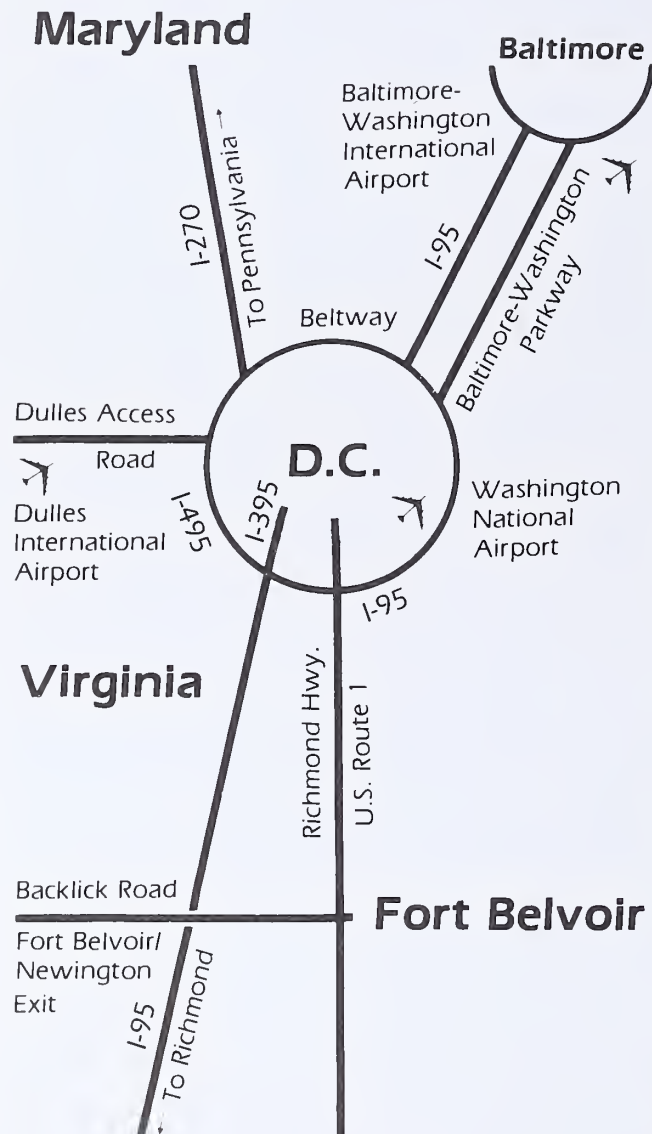 Maryland
Baltimore
Baltimore-
Washington
International
Airport
I-270
To Pennsylvania →
I-95
Baltimore-Washington
Parkway
Beltway
Dulles Access
Road
D.C.
Dulles
International
Airport
I-495
I-395
Washington
National
Airport
I-95
Virginia
Richmond Hwy.
U.S. Route 1
Backlick Road
Fort Belvoir
Fort Belvoir/
Newington
Exit
I-95
← To Richmond